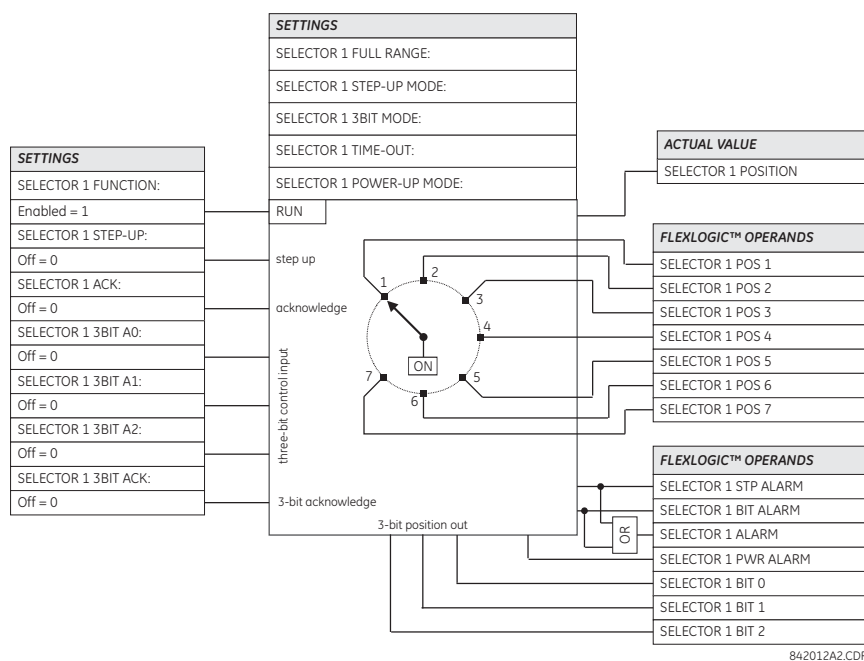 SETTINGS
SELECTOR 1 FULL RANGE:
SELECTOR 1 STEP-UP MODE:
SELECTOR 1 3BIT MODE:
SELECTOR 1 TIME-OUT:
SELECTOR 1 POWER-UP MODE:
SETTINGS
SELECTOR 1 FUNCTION:
Enabled = 1
SELECTOR 1 STEP-UP:
Off = 0
SELECTOR 1 ACK:
Off = 0
SELECTOR 1 3BIT A0:
Off = 0
SELECTOR 1 3BIT A1:
Off = 0
SELECTOR 1 3BIT A2:
Off = 0
SELECTOR 1 3BIT ACK:
Off = 0
RUN
step up
acknowledge
three-bit control input
3-bit acknowledge
3-bit position out
1
2
3
4
5
6
7
ON
ACTUAL VALUE
SELECTOR 1 POSITION
FLEXLOGIC™ OPERANDS
SELECTOR 1 POS 1
SELECTOR 1 POS 2
SELECTOR 1 POS 3
SELECTOR 1 POS 4
SELECTOR 1 POS 5
SELECTOR 1 POS 6
SELECTOR 1 POS 7
FLEXLOGIC™ OPERANDS
SELECTOR 1 STP ALARM
SELECTOR 1 BIT ALARM
OR
SELECTOR 1 ALARM
SELECTOR 1 PWR ALARM
SELECTOR 1 BIT 0
SELECTOR 1 BIT 1
SELECTOR 1 BIT 2
842012A2.CDR